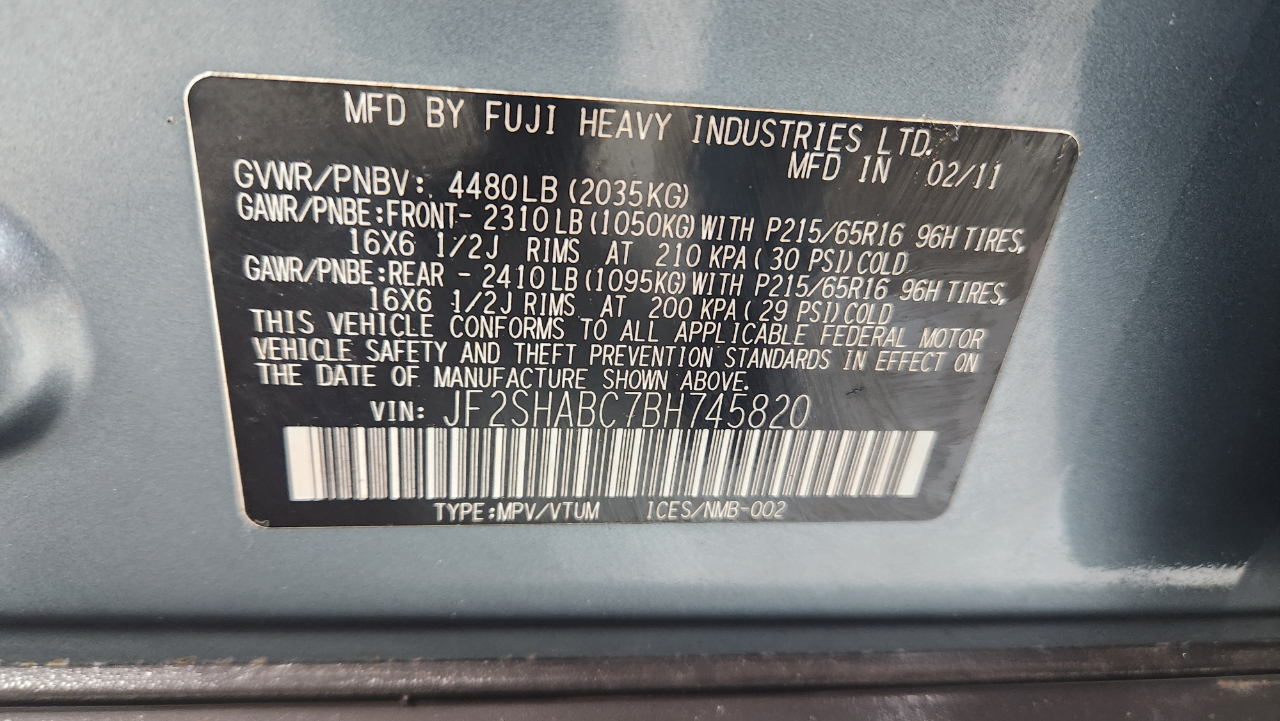 MFD BY FUJI HEAVY INDUSTRIES LTD.
MFD IN 02/11
GVWR/PNBV: 4480LB (2035KG)
GAWR/PNBE:FRONT- 2310LB (1050KG) WITH P215/65R16 96H TIRES,
16X6 1/2J RIMS AT 210 KPA ( 30 PSI) COLD
GAWR/PNBE:REAR - 2410LB (1095KG) WITH P215/65R16 96H TIRES,
16X6 1/2J RIMS AT 200 KPA ( 29 PSI) COLD
THIS VEHICLE CONFORMS TO ALL APPLICABLE FEDERAL MOTOR
VEHICLE SAFETY AND THEFT PREVENTION STANDARDS IN EFFECT ON
THE DATE OF MANUFACTURE SHOWN ABOVE.
VIN: JF2SHABC7BH745820
TYPE:MPV/VTUM ICES/NMB-002